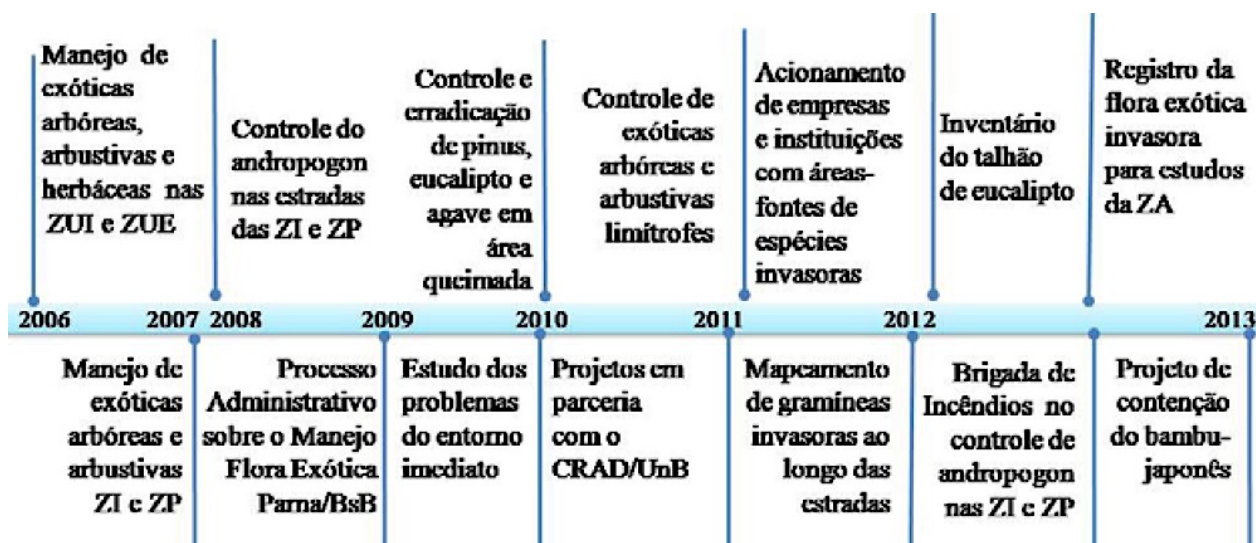 Manejo de
exóticas
arbóreas,
arbustivas e
herbáceas nas
ZUI e ZUE
Controle do
andropogon
nas estradas
das ZI e ZP
Controle e
erradicação
de pinus,
eucalipto e
agave em
área
queimada
Controle de
exóticas
arbóreas e
arbustivas
limítrofes
Acionamento
de empresas
e instituições
com áreas-
fontes de
espécies
invasoras
Inventário
do talhão
de eucalipto
Registro da
flora exótica
invasora
para estudos
da ZA
2006 2007 2008 2009 2010 2011 2012 2013
Manejo de
exóticas
arbóreas e
arbustivas
ZI e ZP
Processo
Administrativo
sobre o Manejo
Flora Exótica
Parna/BsB
Estudo dos
problemas
do entorno
imediato
Projetos em
parceria
com o
CRAD/UnB
Mapeamento
de gramíneas
invasoras ao
longo das
estradas
Brigada de
Incêndios no
controle de
andropogon
nas ZI e ZP
Projeto de
contenção
do bambu-
japonês